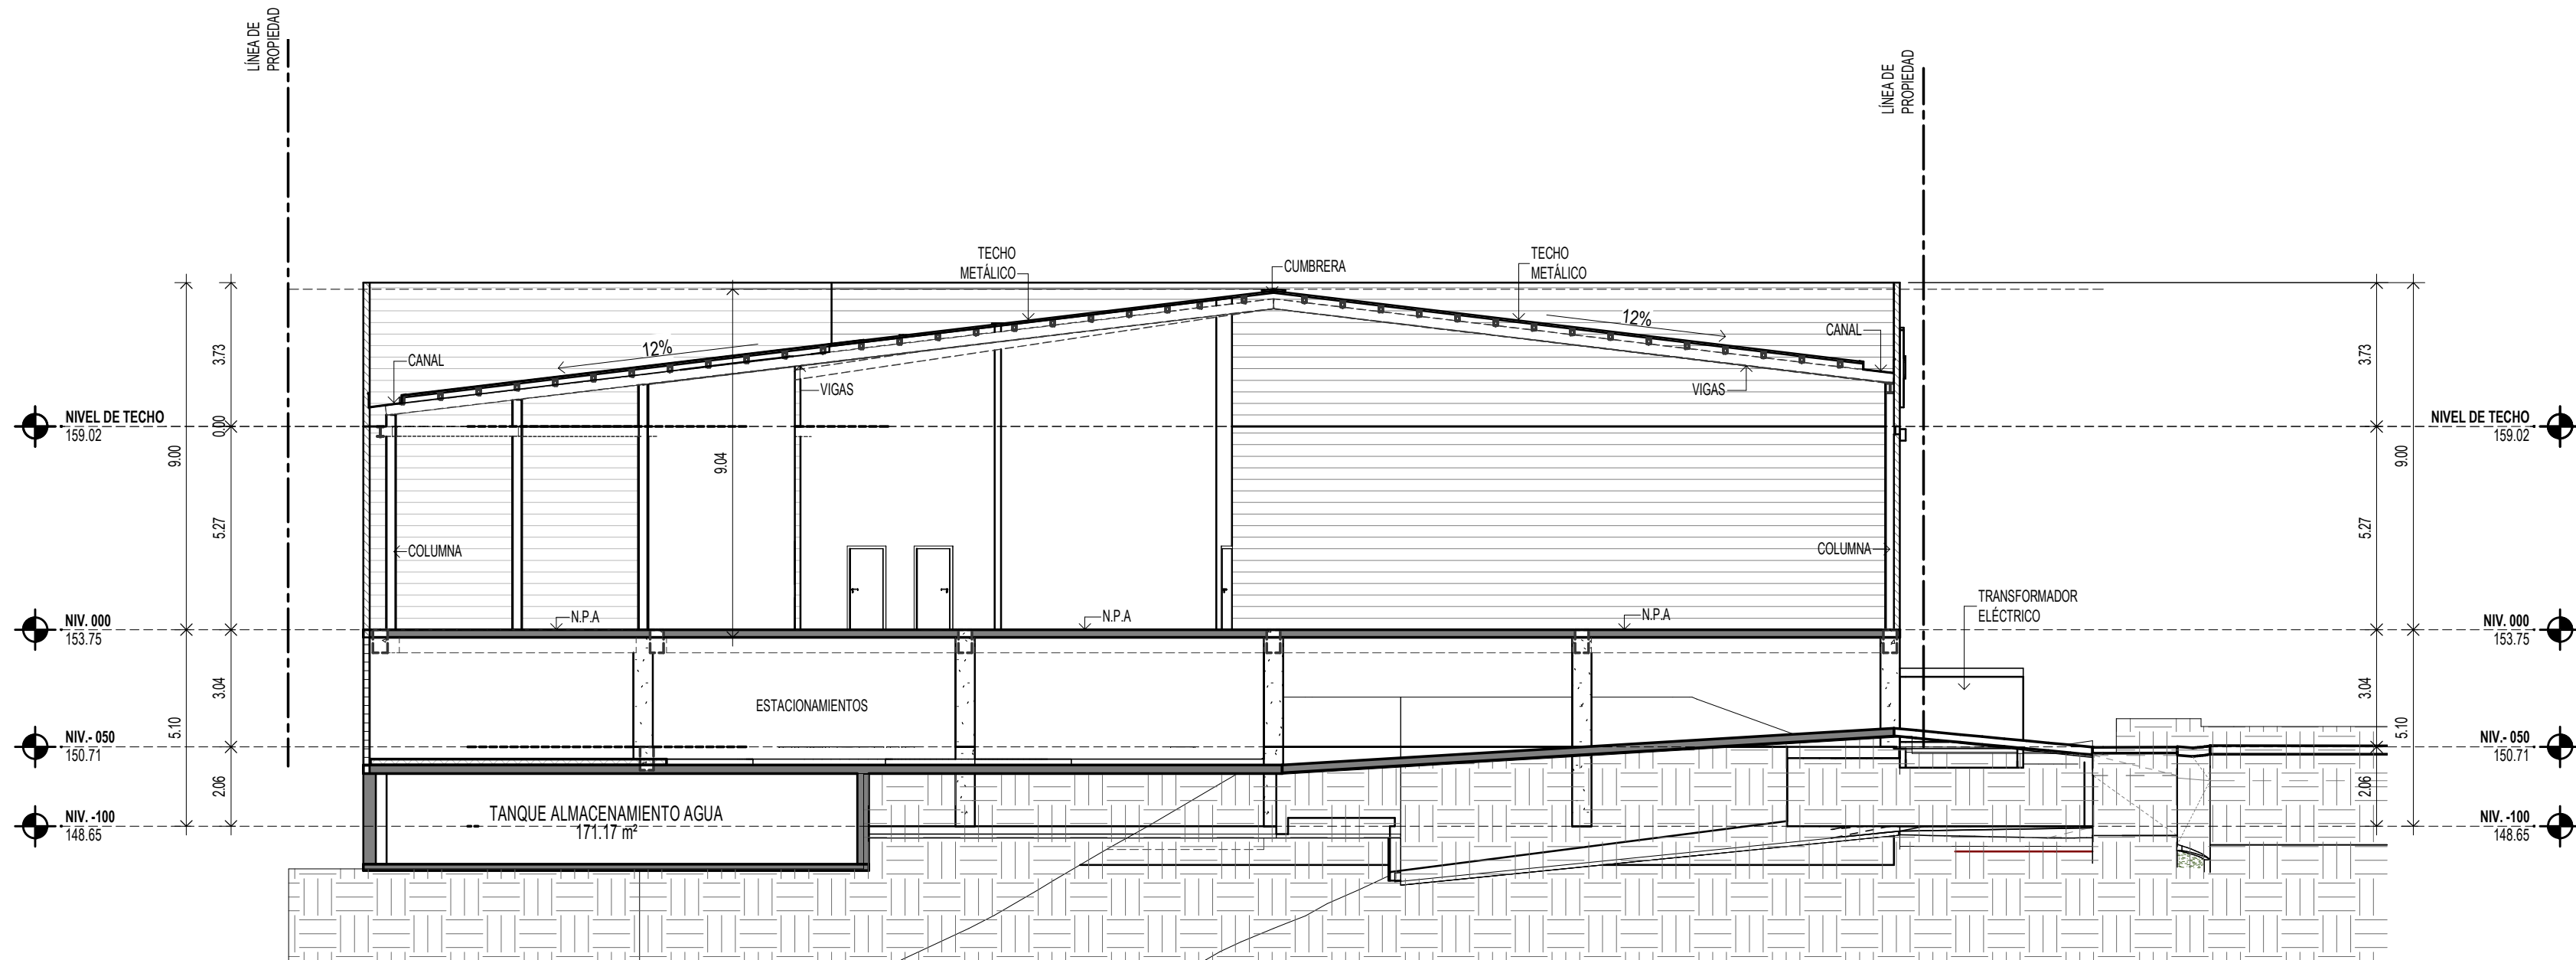 LÍNEA DE
PROPIEDAD
LÍNEA DE
PROPIEDAD
TECHO
METÁLICO
CUMBRERA
TECHO
METÁLICO
12%
12%
CANAL
CANAL
VIGAS
VIGAS
3.73
3.73
0.00
NIVEL DE TECHO
159.02
NIVEL DE TECHO
159.02
9.00
9.04
9.00
5.27
5.27
COLUMNA
COLUMNA
TRANSFORMADOR
ELÉCTRICO
N.P.A
N.P.A
N.P.A
NIV. 000
153.75
NIV. 000
153.75
3.04
3.04
ESTACIONAMIENTOS
5.10
5.10
NIV.- 050
150.71
NIV.- 050
150.71
2.06
2.06
TANQUE ALMACENAMIENTO AGUA
171.17 m²
NIV. -100
148.65
NIV. -100
148.65